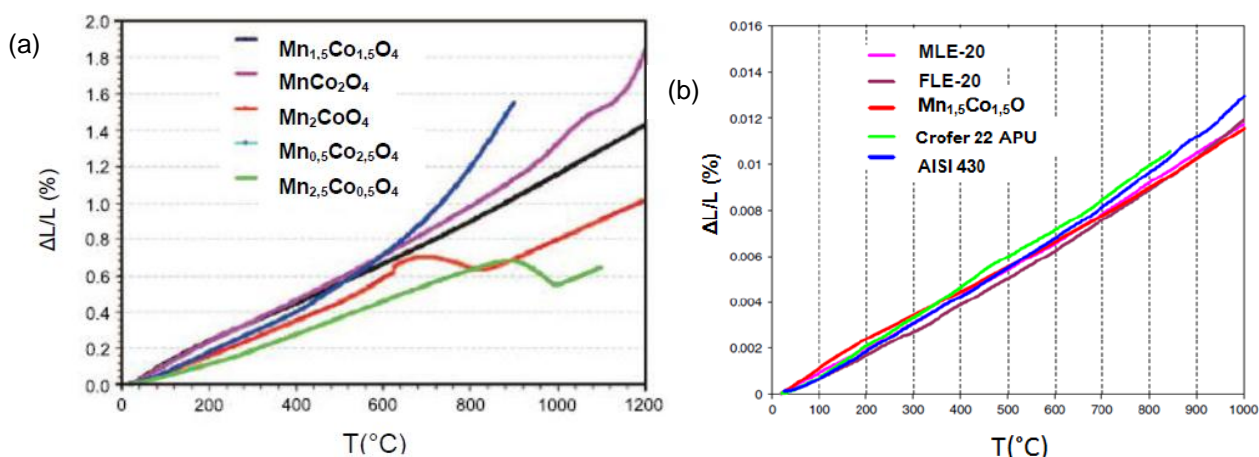 (a)
ΔL/L (%)
2.0
1.8
1.6
1.4
1.2
1.0
0.8
0.6
0.4
0.2
0.0
Mn1,5Co1,5O4
MnCo2O4
Mn2CoO4
Mn0,5Co2,5O4
Mn2,5Co0,5O4
0 200 400 600 800 1000 1200
T(°C)
(b)
ΔL/L (%)
0.016
0.014
0.012
0.01
0.008
0.006
0.004
0.002
0
MLE-20
FLE-20
Mn1,5Co1,5O
Crofer 22 APU
AISI 430
0 100 200 300 400 500 600 700 800 900 1000
T(°C)